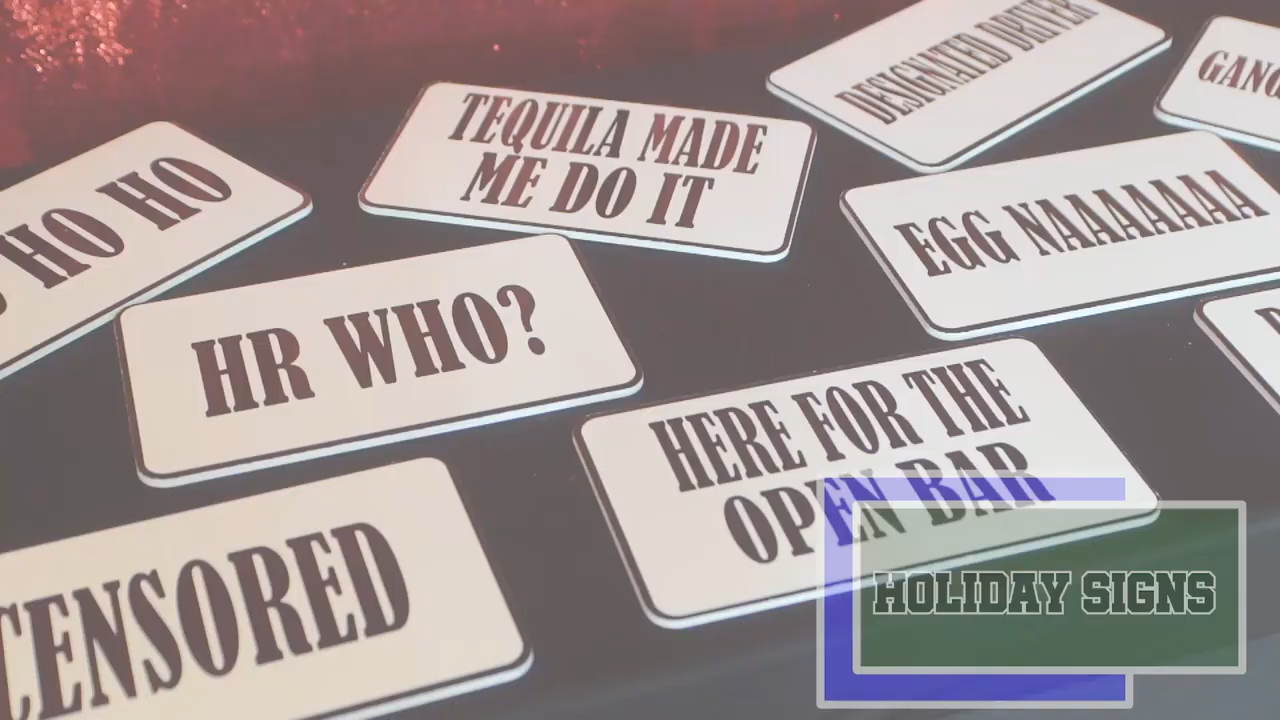 DESIGNATED DRIVER
TEQUILA MADE
ME DO IT
HO HO
EGG NAAAAAAA
HR WHO?
HERE FOR THE
OPEN BAR
CENSORED
HOLIDAY SIGNS